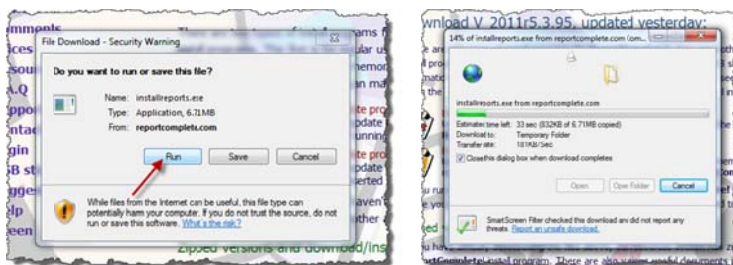 File Download - Security Warning
Do you want to run or save this file?
Name: installreports.exe
Type: Application, 6.71MB
From: reportcomplete.com
Run
Save
Cancel
While files from the Internet can be useful, this file type can
potentially harm your computer. If you do not trust the source, do not
run or save this software. What's the risk?
Zipped versions and download/ins
wnload V 2011r5.3.95, updated yesterday:
14% of installreports.exe from reportcomplete.com (om...
installreports.exe from reportcomplete.com
Estimated time left: 33 sec (832KB of 6.71MB copied)
Download to: Temporary Folder
Transfer rate: 181KB/Sec
Close this dialog box when download completes
Open
Open Folder
Cancel
SmartScreen Filter checked this download and did not report any
threats. Report an unsafe download.